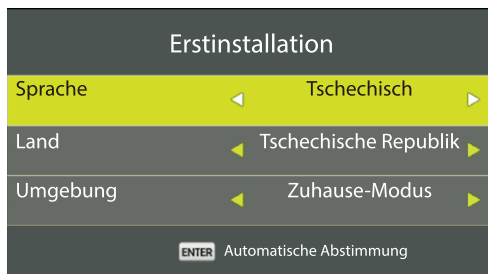 Erstinstallation
Sprache Tschechisch
Land Tschechische Republik
Umgebung Zuhause-Modus
ENTER Automatische Abstimmung